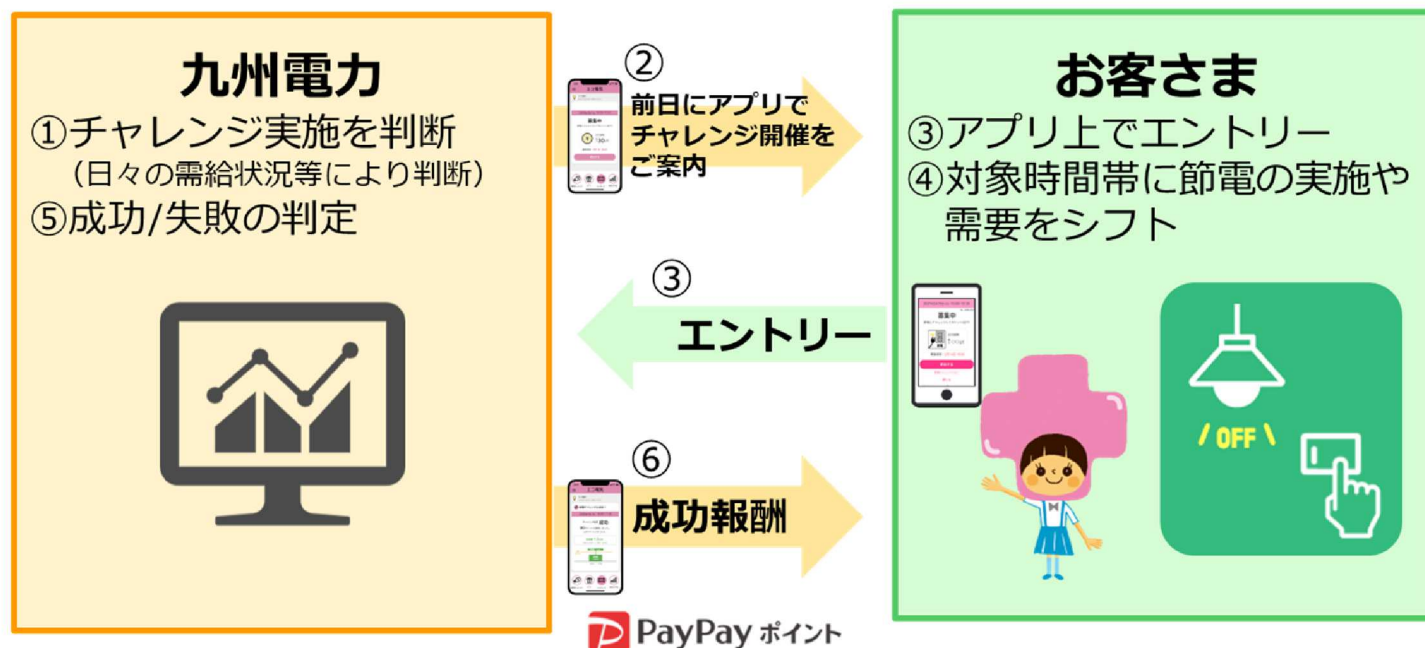 九州電力
①チャレンジ実施を判断
（日々の需給状況等により判断）
⑤成功/失敗の判定
②
前日にアプリで
チャレンジ開催を
ご案内
③
エントリー
⑥
成功報酬
PayPay ポイント
お客さま
③アプリ上でエントリー
④対象時間帯に節電の実施や
需要をシフト
募集中
/ OFF \